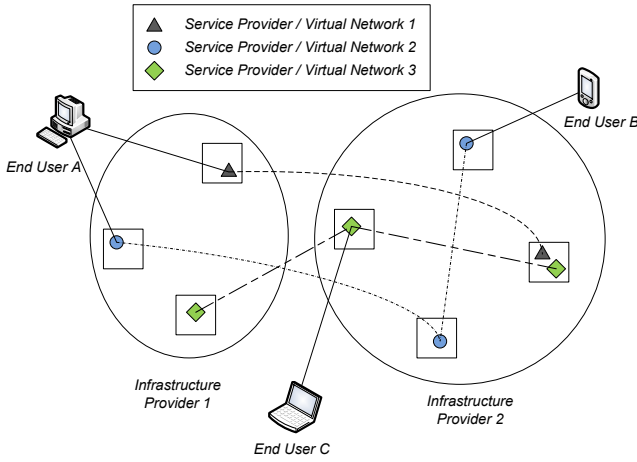 Service Provider / Virtual Network 1
Service Provider / Virtual Network 2
Service Provider / Virtual Network 3
End User A
End User B
Infrastructure
Provider 1
Infrastructure
Provider 2
End User C